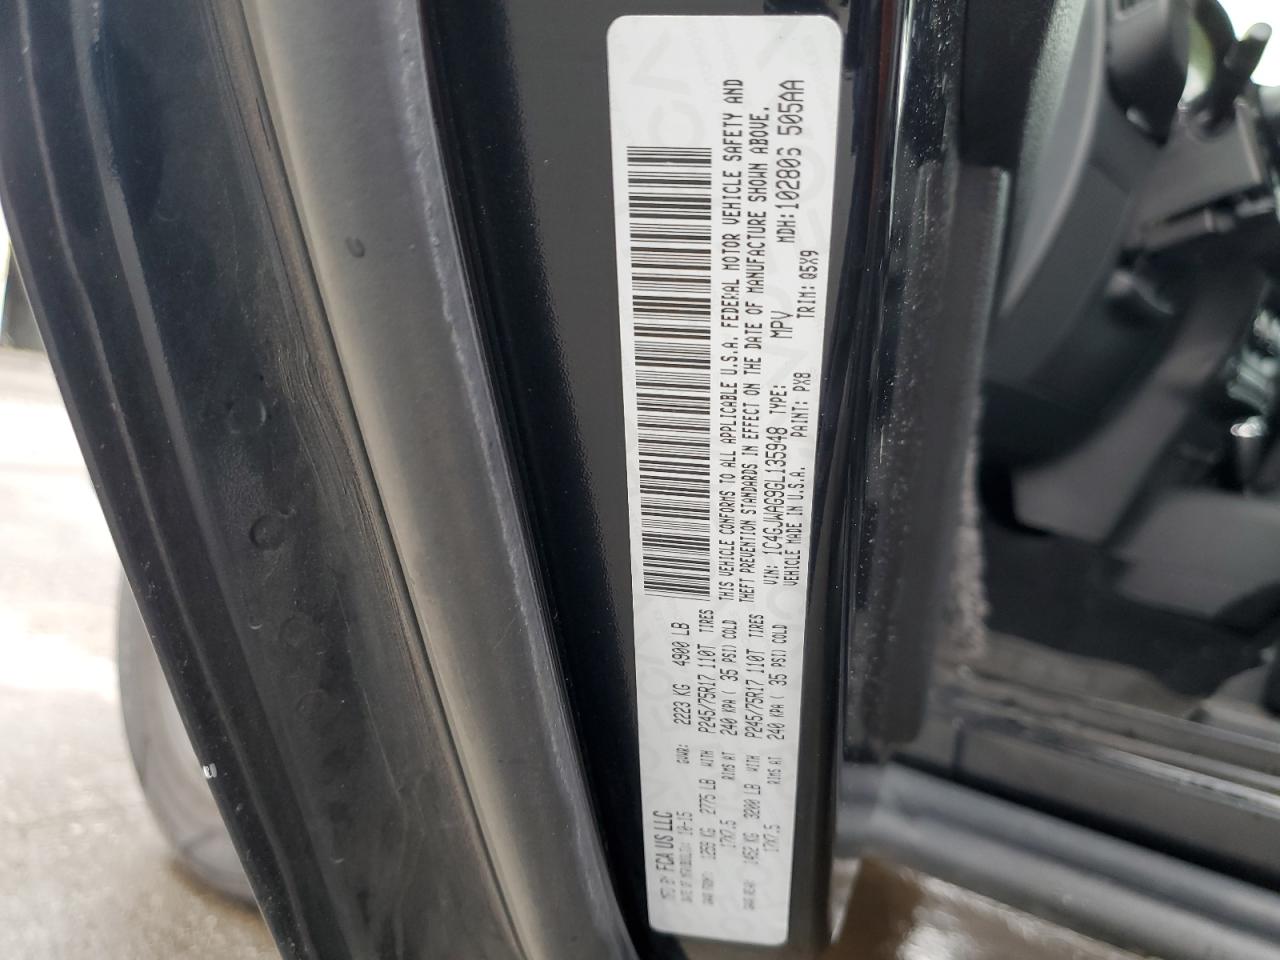 MFD BY: FCA US LLC
DATE OF MFR: 10-15 GVWR: 2223 KG 4900 LB
GAWR FRONT: 1259 KG 2775 LB WITH P245/75R17 110T TIRES
17X7.5 RIMS AT 240 KPA ( 35 PSI) COLD
GAWR REAR: 1452 KG 3200 LB WITH P245/75R17 110T TIRES
17X7.5 RIMS AT 240 KPA ( 35 PSI) COLD
THIS VEHICLE CONFORMS TO ALL APPLICABLE U.S.A. FEDERAL MOTOR VEHICLE SAFETY AND
THEFT PREVENTION STANDARDS IN EFFECT ON THE DATE OF MANUFACTURE SHOWN ABOVE.
VIN: 1C4GJWAG9GL135948 TYPE: MPV MDH:102806 505AA
VEHICLE MADE IN U.S.A. PAINT: PX8 TRIM: Q5X9